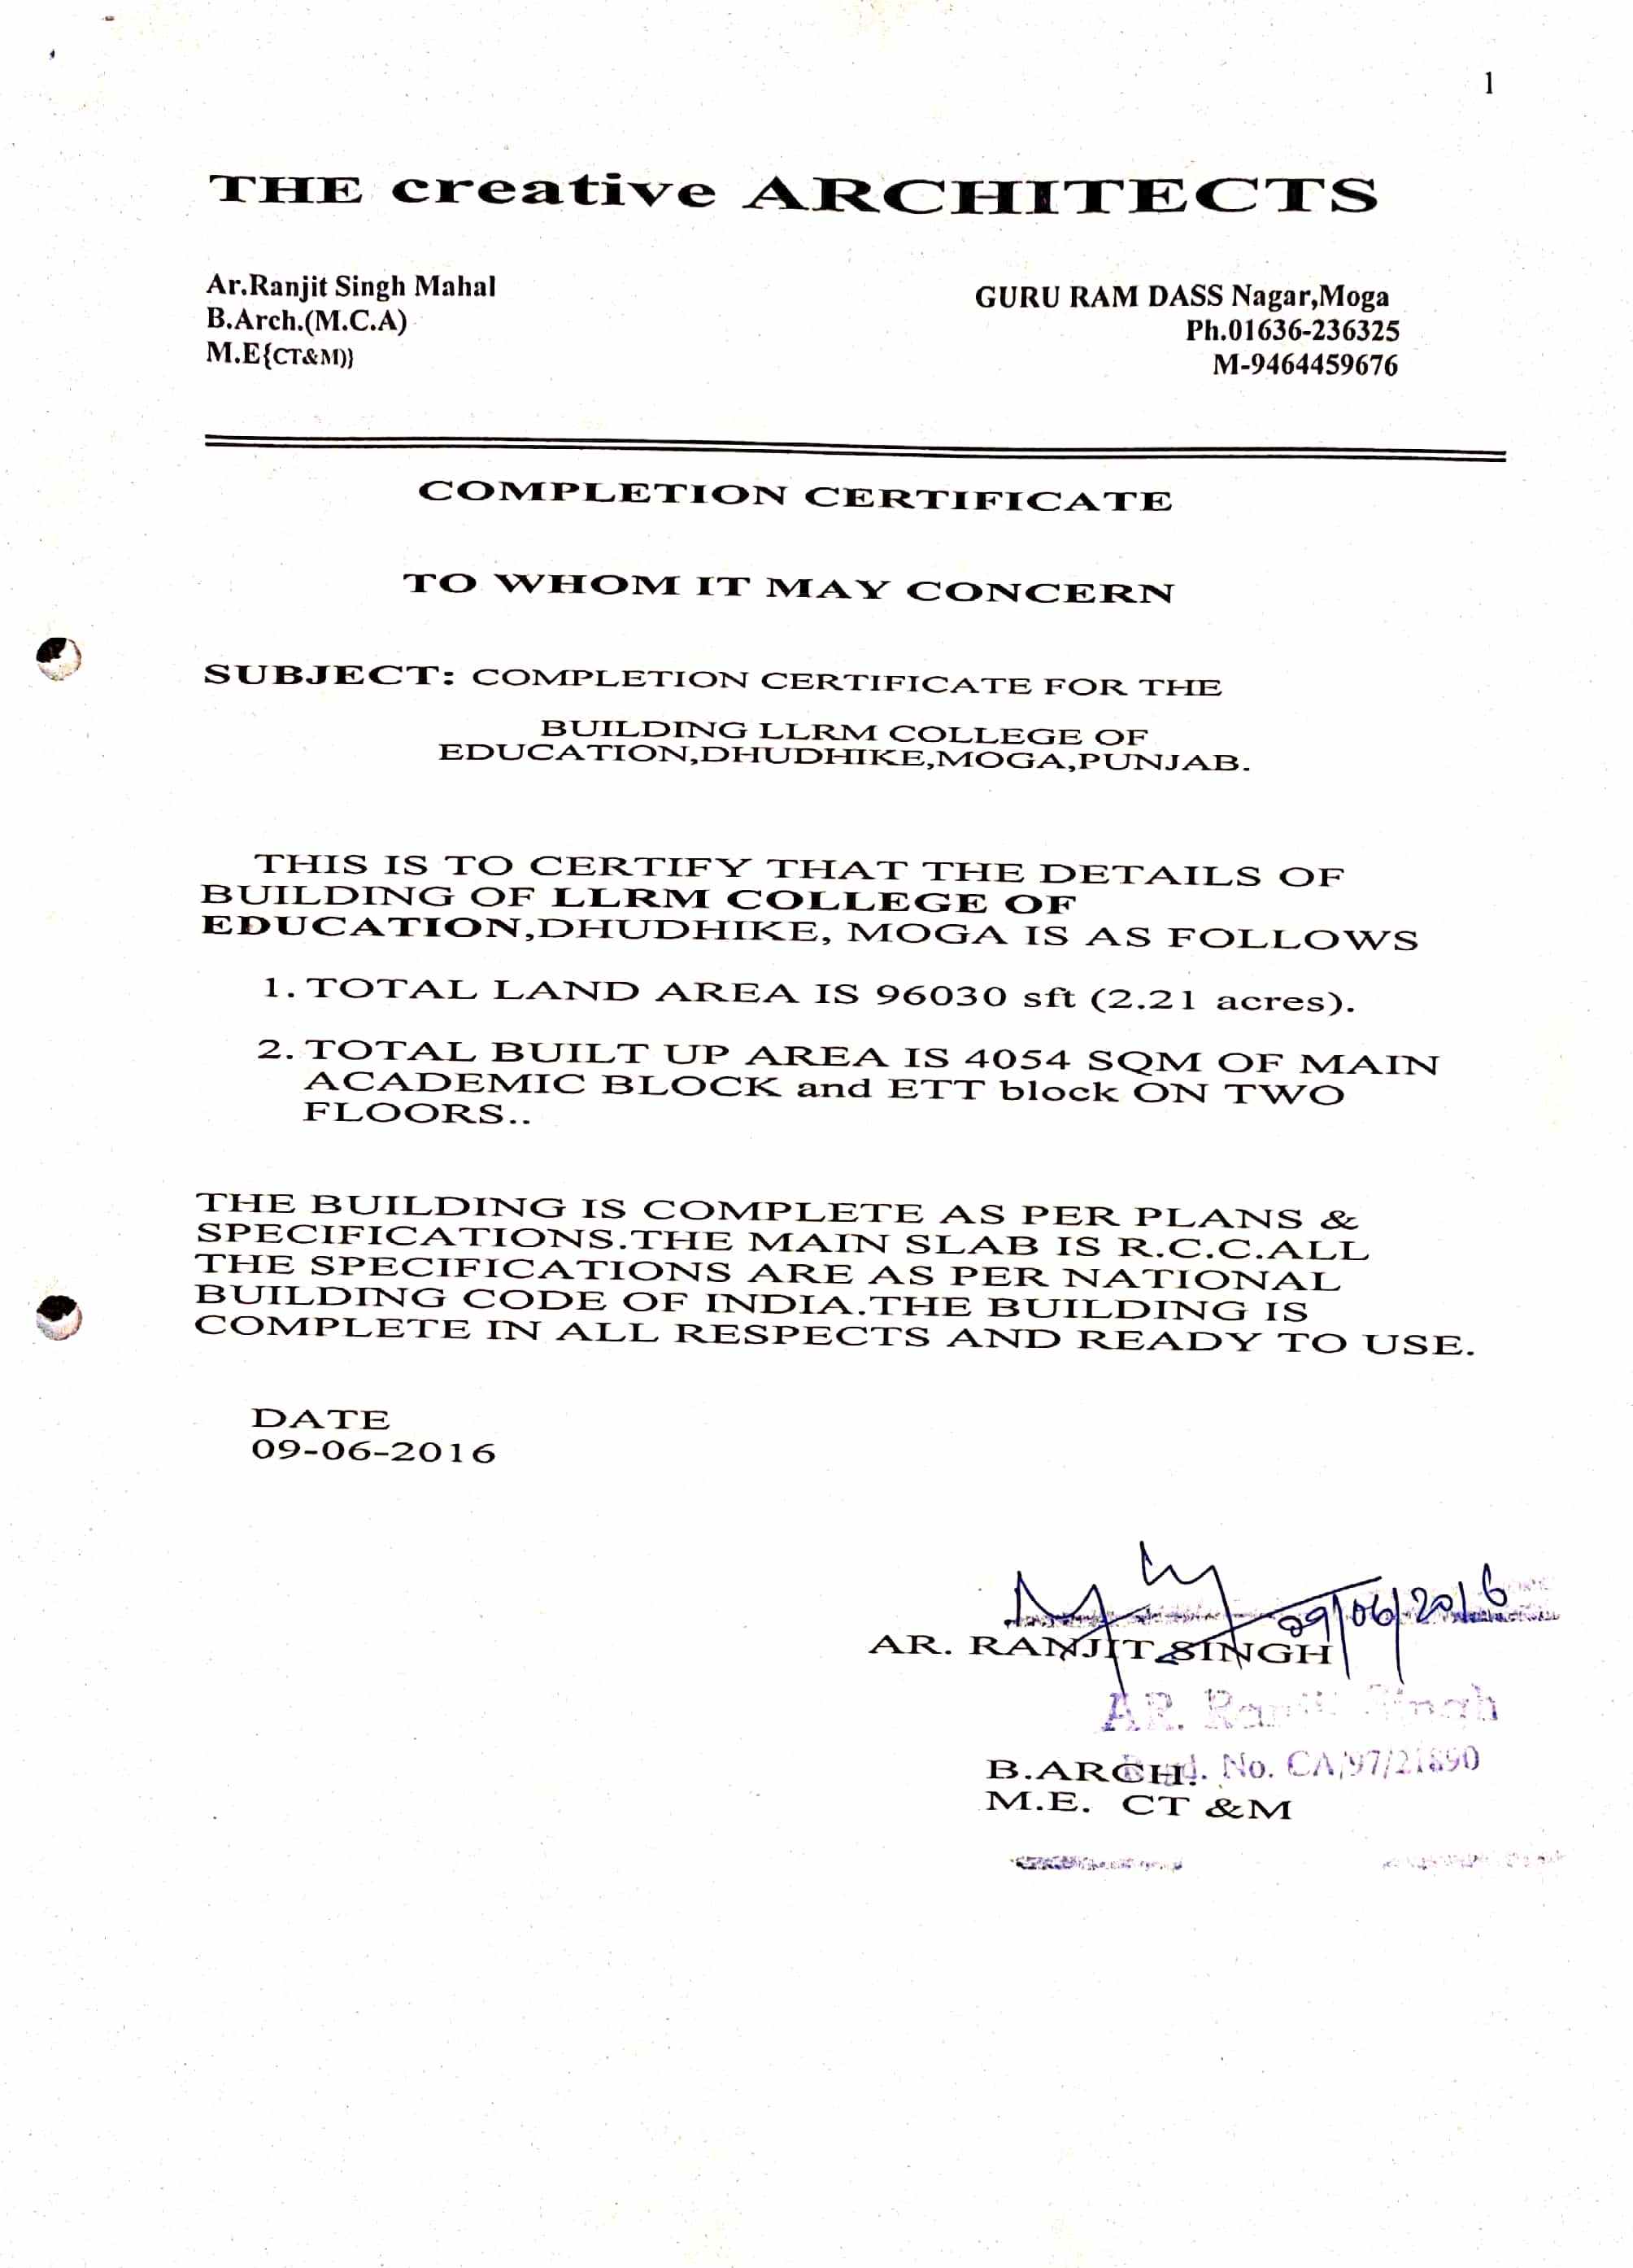 1
THE creative ARCHITECTS
Ar.Ranjit Singh Mahal
B.Arch.(M.C.A)
M.E{CT&M)}
GURU RAM DASS Nagar,Moga
Ph.01636-236325
M-9464459676
COMPLETION CERTIFICATE
TO WHOM IT MAY CONCERN
SUBJECT: COMPLETION CERTIFICATE FOR THE
BUILDING LLRM COLLEGE OF
EDUCATION,DHUDHIKE,MOGA,PUNJAB.
THIS IS TO CERTIFY THAT THE DETAILS OF
BUILDING OF LLRM COLLEGE OF
EDUCATION,DHUDHIKE, MOGA IS AS FOLLOWS
1. TOTAL LAND AREA IS 96030 sft (2.21 acres).
2. TOTAL BUILT UP AREA IS 4054 SQM OF MAIN
ACADEMIC BLOCK and ETT block ON TWO
FLOORS..
THE BUILDING IS COMPLETE AS PER PLANS &
SPECIFICATIONS.THE MAIN SLAB IS R.C.C.ALL
THE SPECIFICATIONS ARE AS PER NATIONAL
BUILDING CODE OF INDIA.THE BUILDING IS
COMPLETE IN ALL RESPECTS AND READY TO USE.
DATE
09-06-2016
09/06/2016
AR. RANJIT SINGH
AR. Ranjit Singh
B.ARCH.
No. CA/97/21890
M.E. CT &M